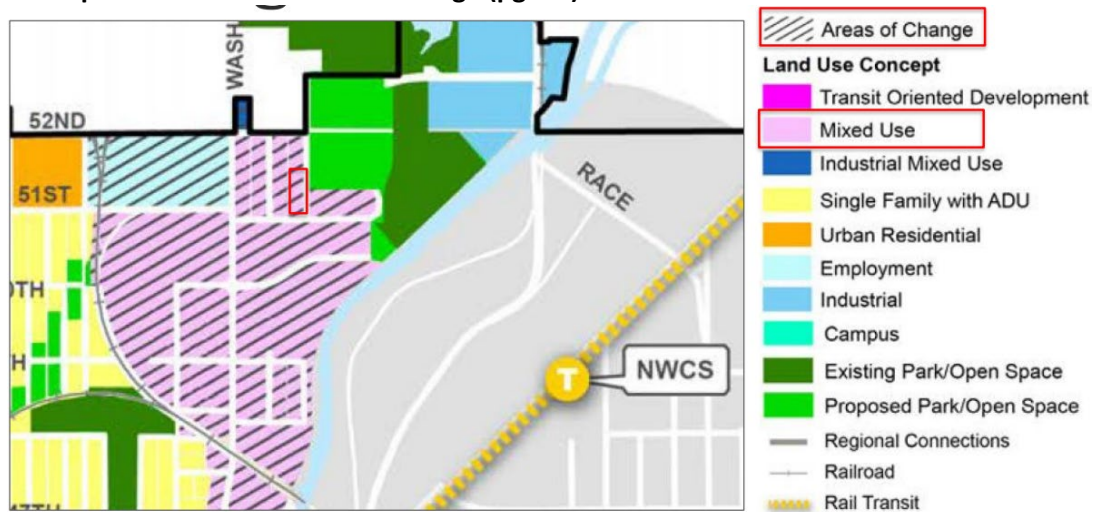 WASH
52ND
51ST
RACE
NWCS
T
Areas of Change
Land Use Concept
Transit Oriented Development
Mixed Use
Industrial Mixed Use
Single Family with ADU
Urban Residential
Employment
Industrial
Campus
Existing Park/Open Space
Proposed Park/Open Space
Regional Connections
Railroad
Rail Transit